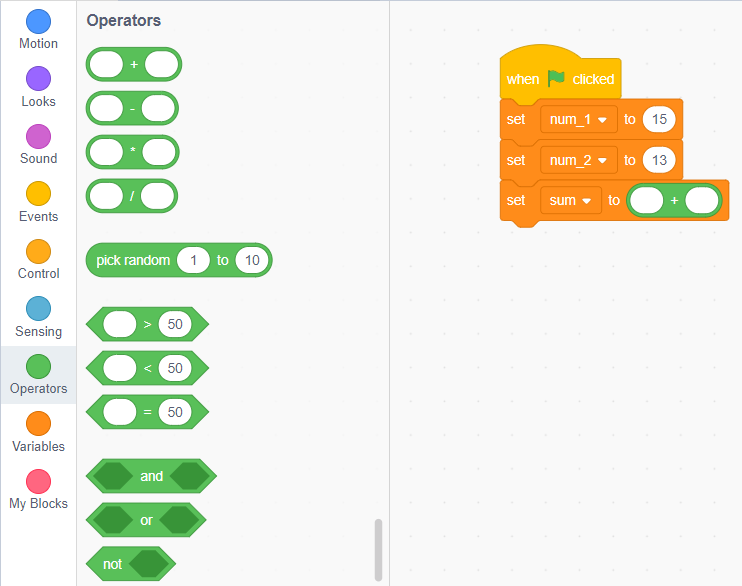 Motion
Looks
Sound
Events
Control
Sensing
Operators
Variables
My Blocks
Operators
+
-
*
/
pick random 1 to 10
> 50
< 50
= 50
and
or
not
when clicked
set num_1 to 15
set num_2 to 13
set sum to +